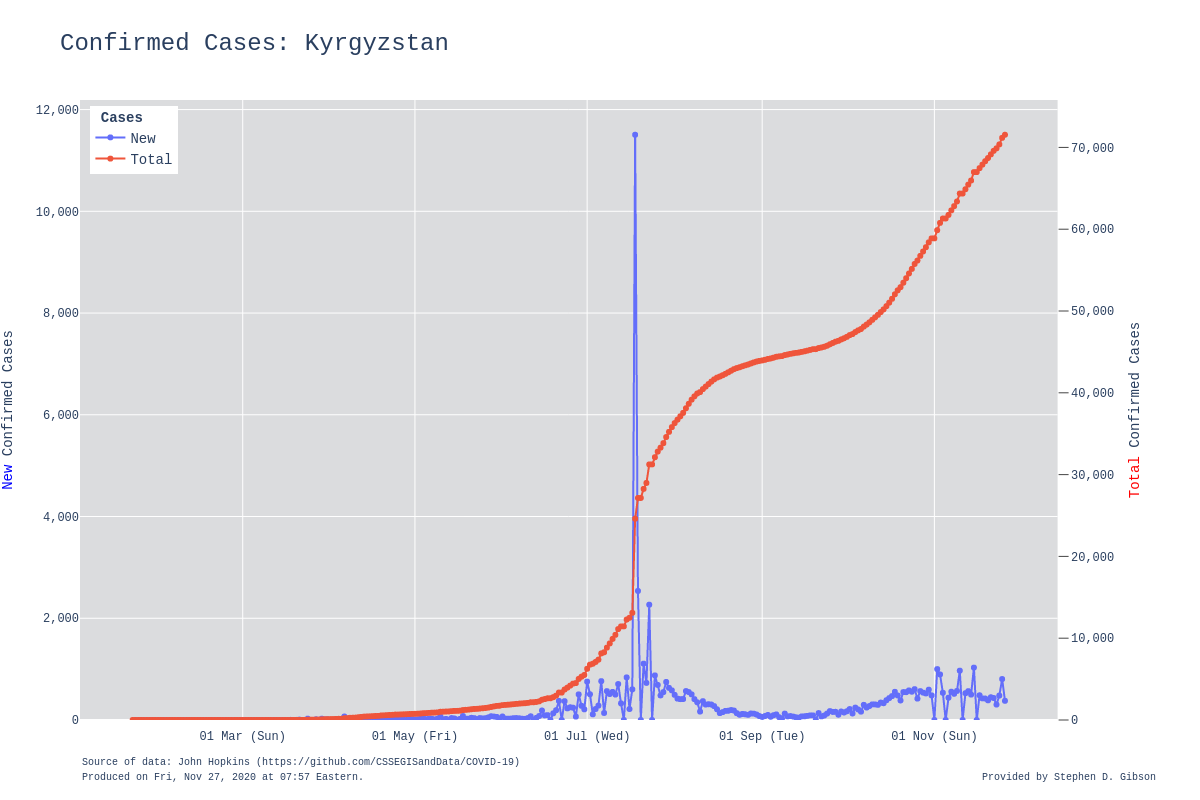 Confirmed Cases: Kyrgyzstan
Cases
New
Total
12,000
10,000
8,000
6,000
4,000
2,000
0
70,000
60,000
50,000
40,000
30,000
20,000
10,000
0
New Confirmed Cases
Total Confirmed Cases
01 Mar (Sun)
01 May (Fri)
01 Jul (Wed)
01 Sep (Tue)
01 Nov (Sun)
Source of data: John Hopkins (https://github.com/CSSEGISandData/COVID-19)
Produced on Fri, Nov 27, 2020 at 07:57 Eastern.
Provided by Stephen D. Gibson